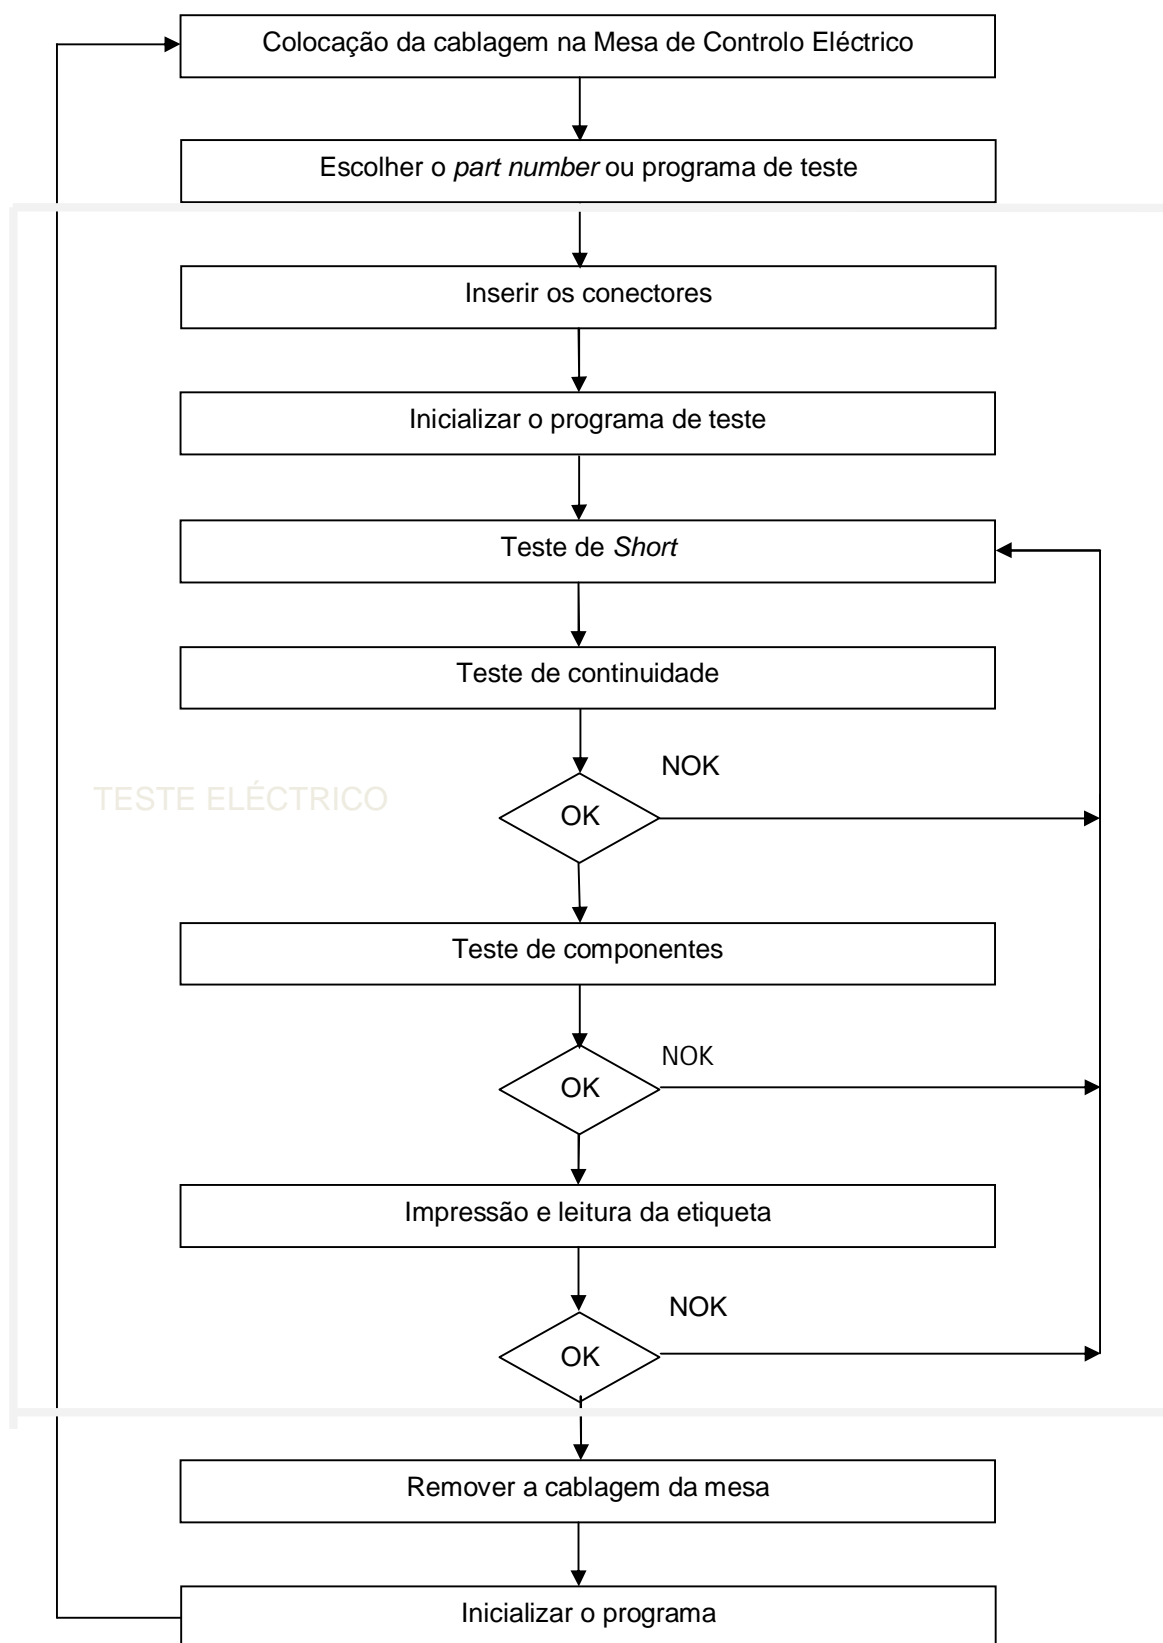 Colocação da cablagem na Mesa de Controlo Eléctrico
Escolher o part number ou programa de teste
Inserir os conectores
Inicializar o programa de teste
Teste de Short
Teste de continuidade
NOK
TESTE ELÉCTRICO
OK
Teste de componentes
NOK
OK
Impressão e leitura da etiqueta
NOK
OK
Remover a cablagem da mesa
Inicializar o programa